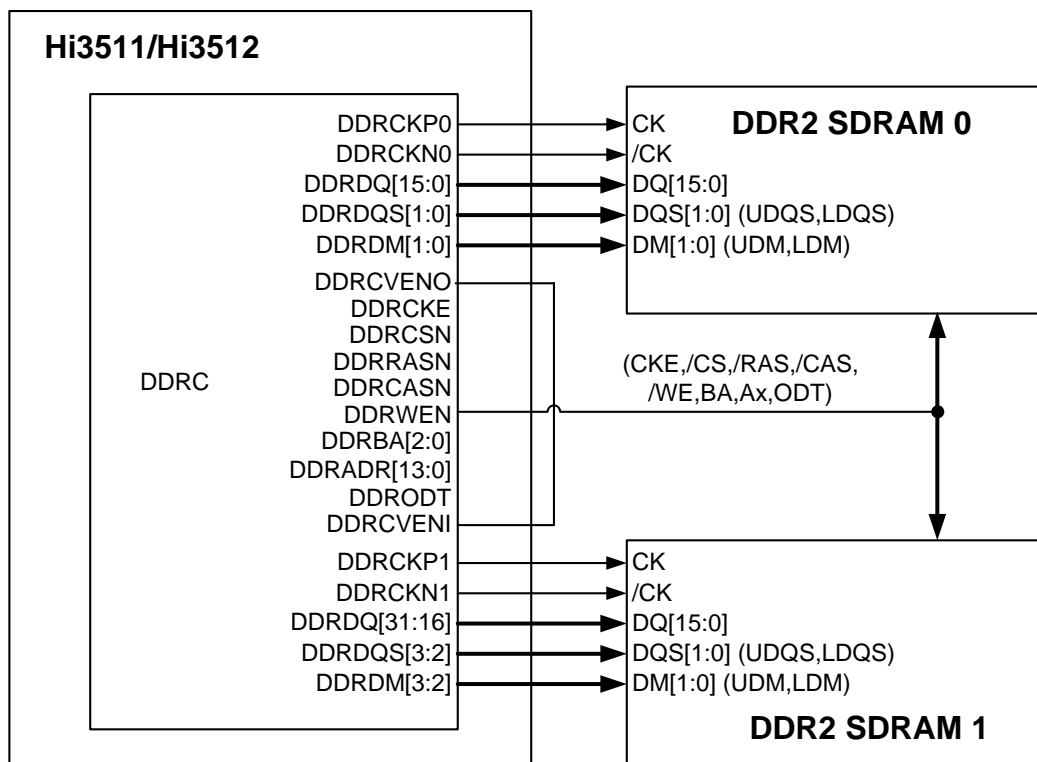 Hi3511/Hi3512
DDRC
DDRCKP0
DDRCKN0
DDRDQ[15:0]
DDRDQS[1:0]
DDRDM[1:0]
DDRCVENO
DDRCKE
DDRCSN
DDRRASN
DDRCASN
DDRWEN
DDRBA[2:0]
DDRADR[13:0]
DDRODT
DDRCVENI
DDRCKP1
DDRCKN1
DDRDQ[31:16]
DDRDQS[3:2]
DDRDM[3:2]
DDR2 SDRAM 0
CK
/CK
DQ[15:0]
DQS[1:0] (UDQS,LDQS)
DM[1:0] (UDM,LDM)
(CKE,/CS,/RAS,/CAS,
/WE,BA,Ax,ODT)
CK
/CK
DQ[15:0]
DQS[1:0] (UDQS,LDQS)
DM[1:0] (UDM,LDM)
DDR2 SDRAM 1